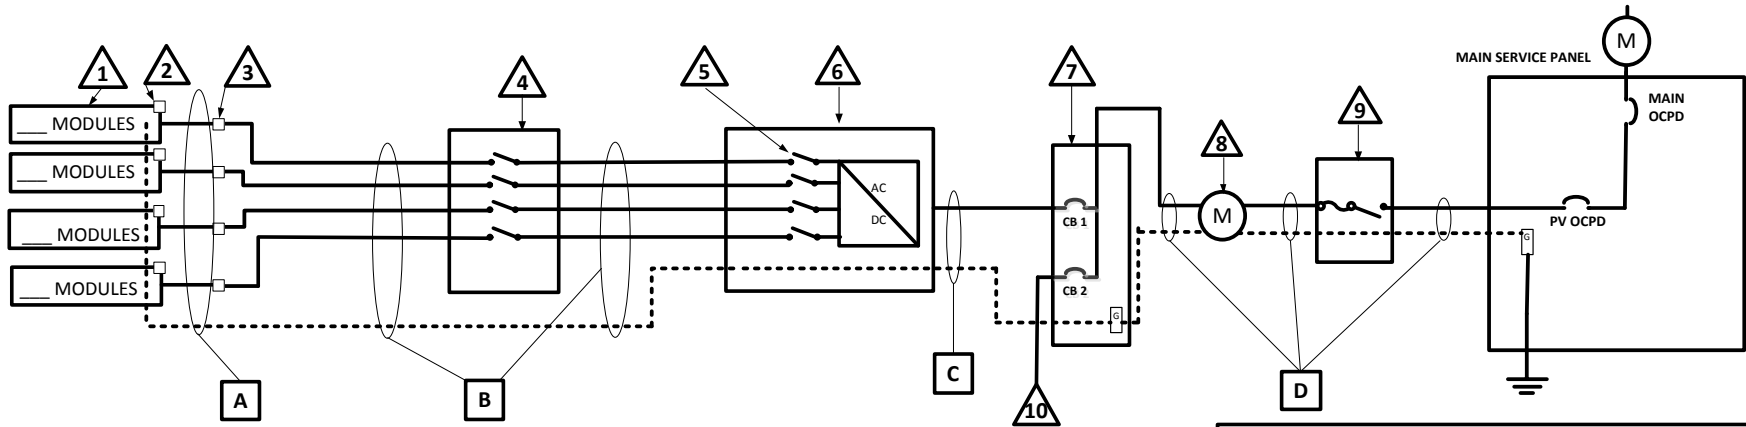 1
2
3
4
5
6
7
8
9
10
___ MODULES
___ MODULES
___ MODULES
___ MODULES
AC
DC
CB 1
CB 2
G
M
M
MAIN SERVICE PANEL
MAIN
OCPD
PV OCPD
G
A
B
C
D